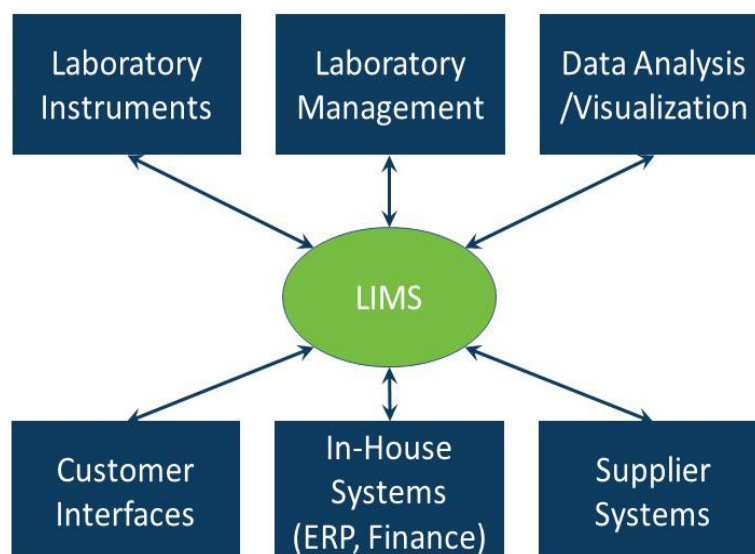 Laboratory
Instruments
Laboratory
Management
Data Analysis
/Visualization
LIMS
Customer
Interfaces
In-House
Systems
(ERP, Finance)
Supplier
Systems